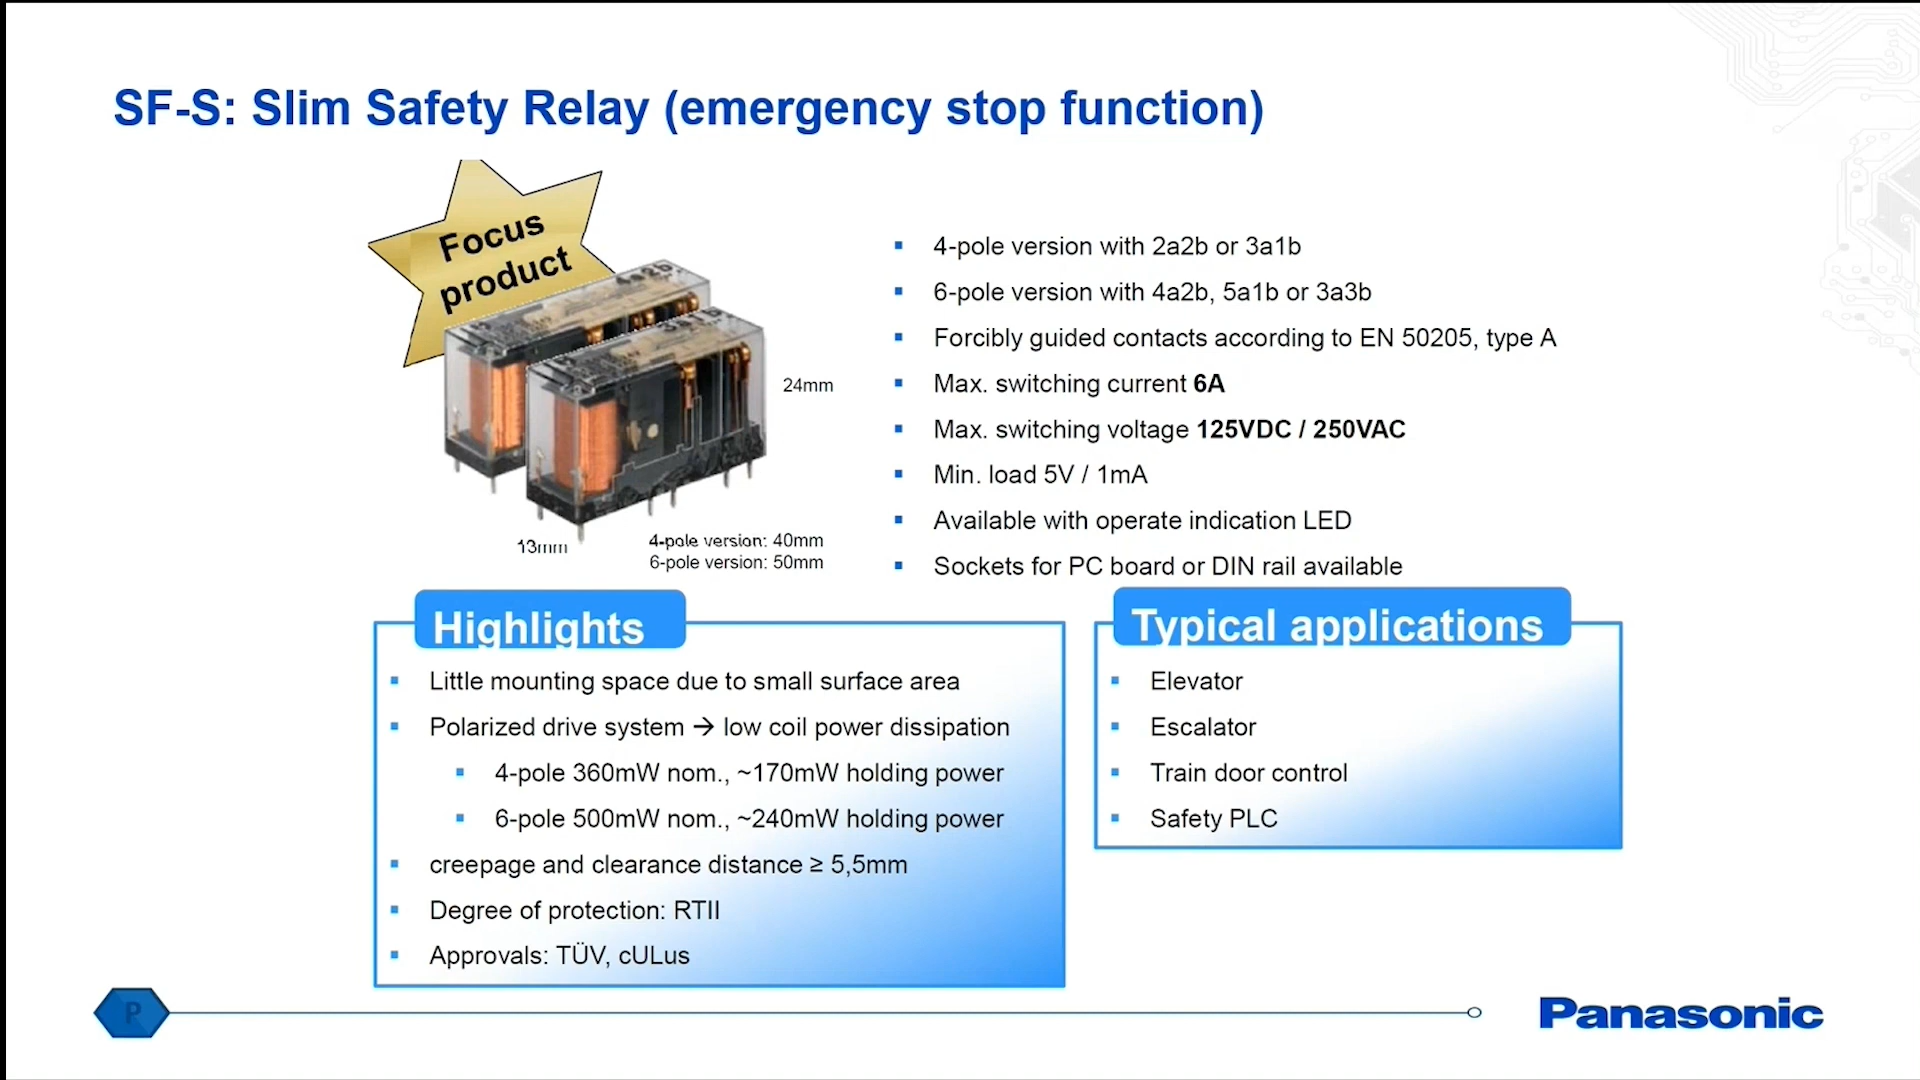 SF-S: Slim Safety Relay (emergency stop function)
Focus
product
24mm
13mm
4-pole version: 40mm
6-pole version: 50mm
4-pole version with 2a2b or 3a1b
6-pole version with 4a2b, 5a1b or 3a3b
Forcibly guided contacts according to EN 50205, type A
Max. switching current 6A
Max. switching voltage 125VDC / 250VAC
Min. load 5V / 1mA
Available with operate indication LED
Sockets for PC board or DIN rail available
Highlights
Little mounting space due to small surface area
Polarized drive system → low coil power dissipation
4-pole 360mW nom., ~170mW holding power
6-pole 500mW nom., ~240mW holding power
creepage and clearance distance ≥ 5,5mm
Degree of protection: RTII
Approvals: TÜV, cULus
Typical applications
Elevator
Escalator
Train door control
Safety PLC
P
Panasonic